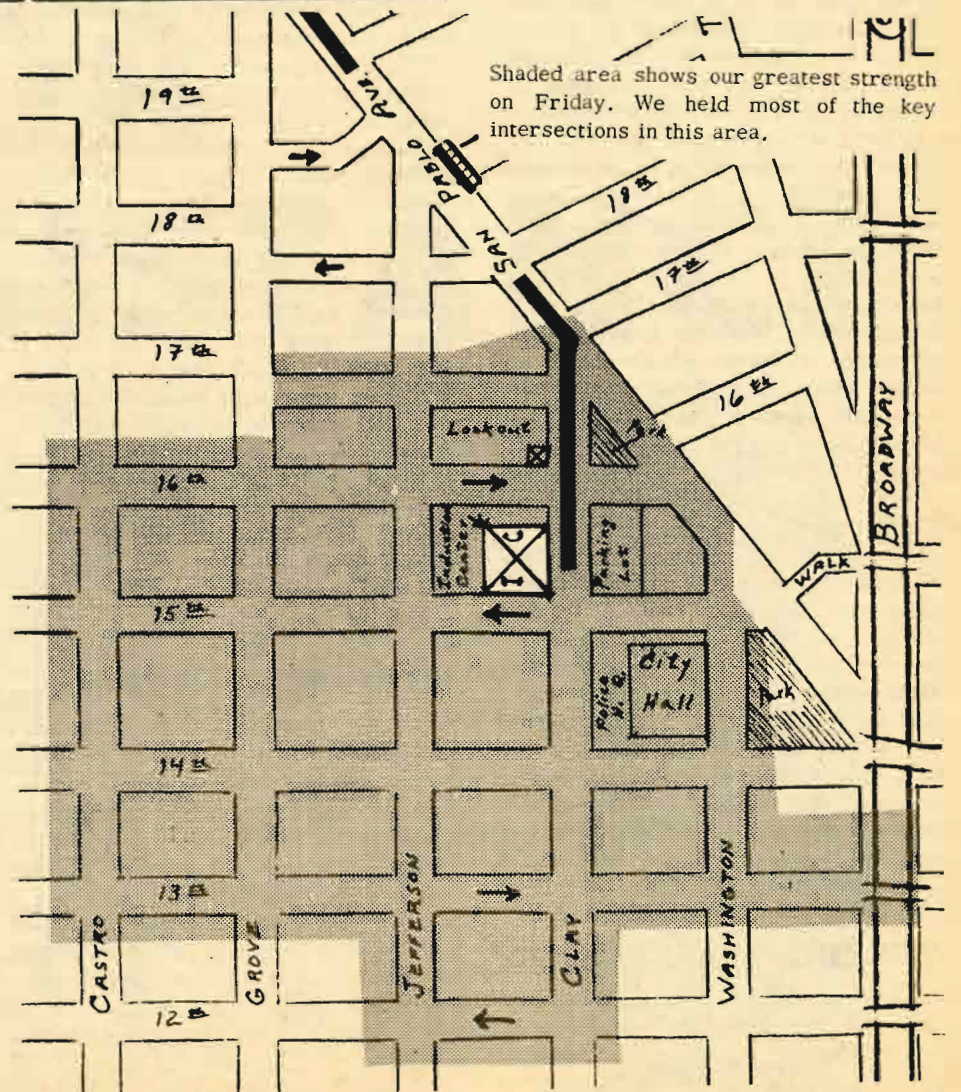 Shaded area shows our greatest strength
on Friday. We held most of the key
intersections in this area.
19th
SAN PABLO AVE.
18th
18th
17th
17th
16th
BROADWAY
Lookout
Park
16th
Induction
Center
I C
Parking
Lot
WALK
15th
Police
H. Q.
City
Hall
Park
14th
13th
CASTRO
GROVE
JEFFERSON
CLAY
WASHINGTON
12th